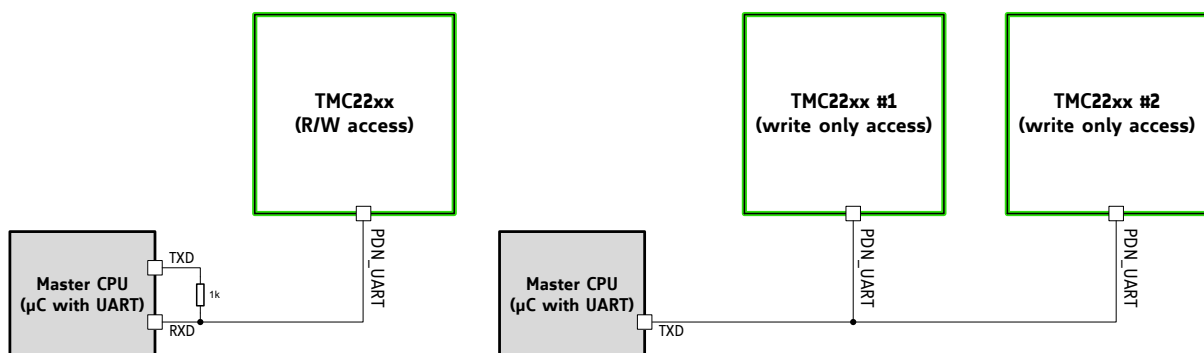 TMC22xx
(R/W access)
PDN_UART
TXD
1k
RXD
Master CPU
(µC with UART)
TMC22xx #1
(write only access)
TMC22xx #2
(write only access)
PDN_UART
PDN_UART
Master CPU
(µC with UART)
TXD